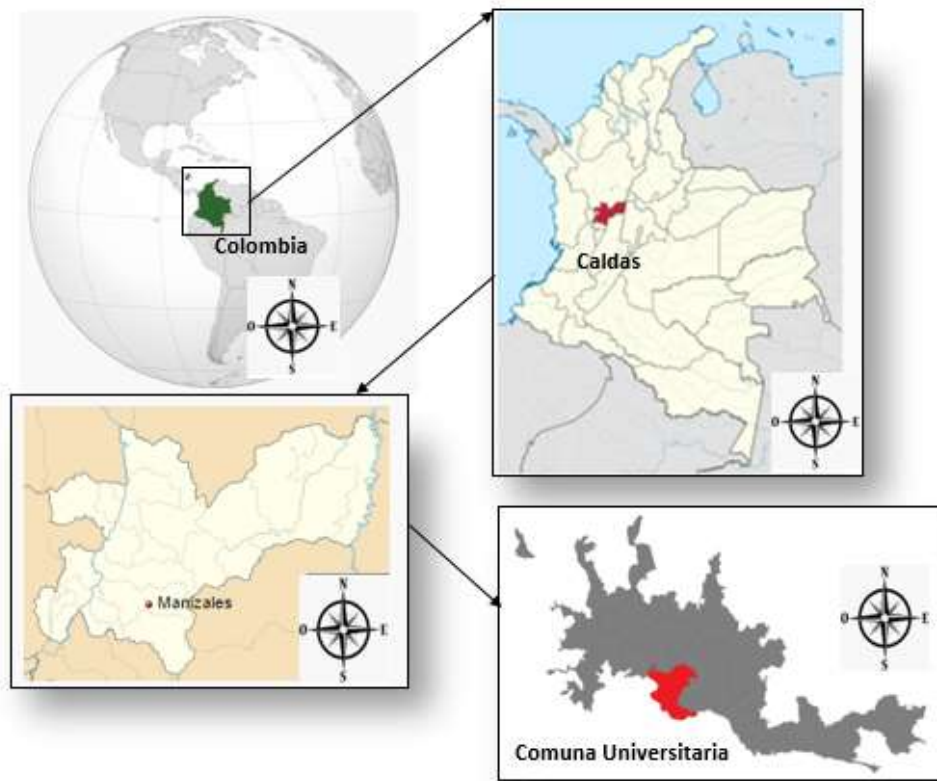 Colombia
N
O E
S
Caldas
N
O E
N
Manizales
N
O E
S
Comuna Universitaria
N
O E
N